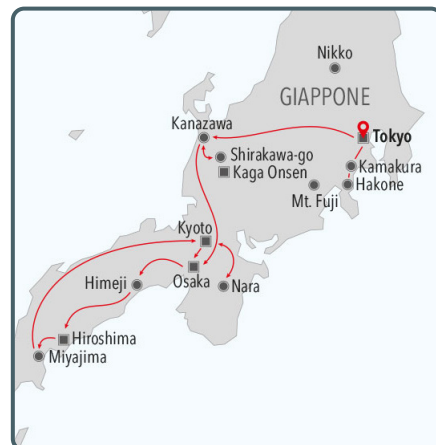 Nikko
GIAPPONE
Kanazawa
Tokyo
Shirakawa-go
Kamakura
Kaga Onsen
Hakone
Mt. Fuji
Kyoto
Himeji
Osaka
Nara
Hiroshima
Miyajima